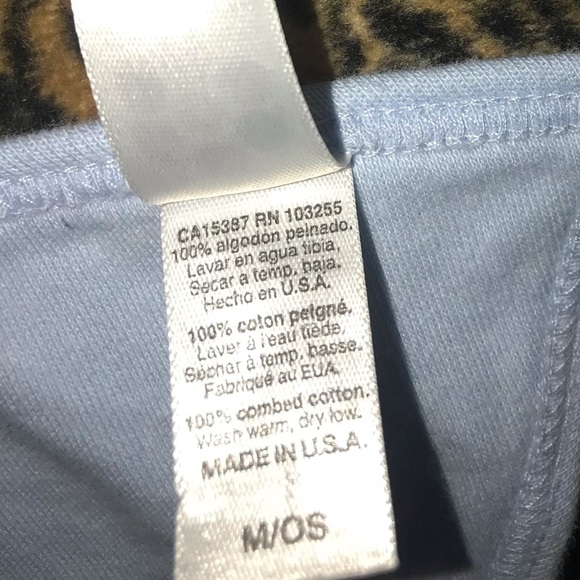 CA15387 RN 103255
100% algodón peinado.
Lavar en agua tibia,
Secar a temp. baja.
Hecho en U.S.A.
100% coton peigné.
Laver à l'eau tiède,
Sécher à temp. basse.
Fabriqué au EUA
100% combed cotton.
Wash warm, dry low.
MADE IN U.S.A.
M/OS